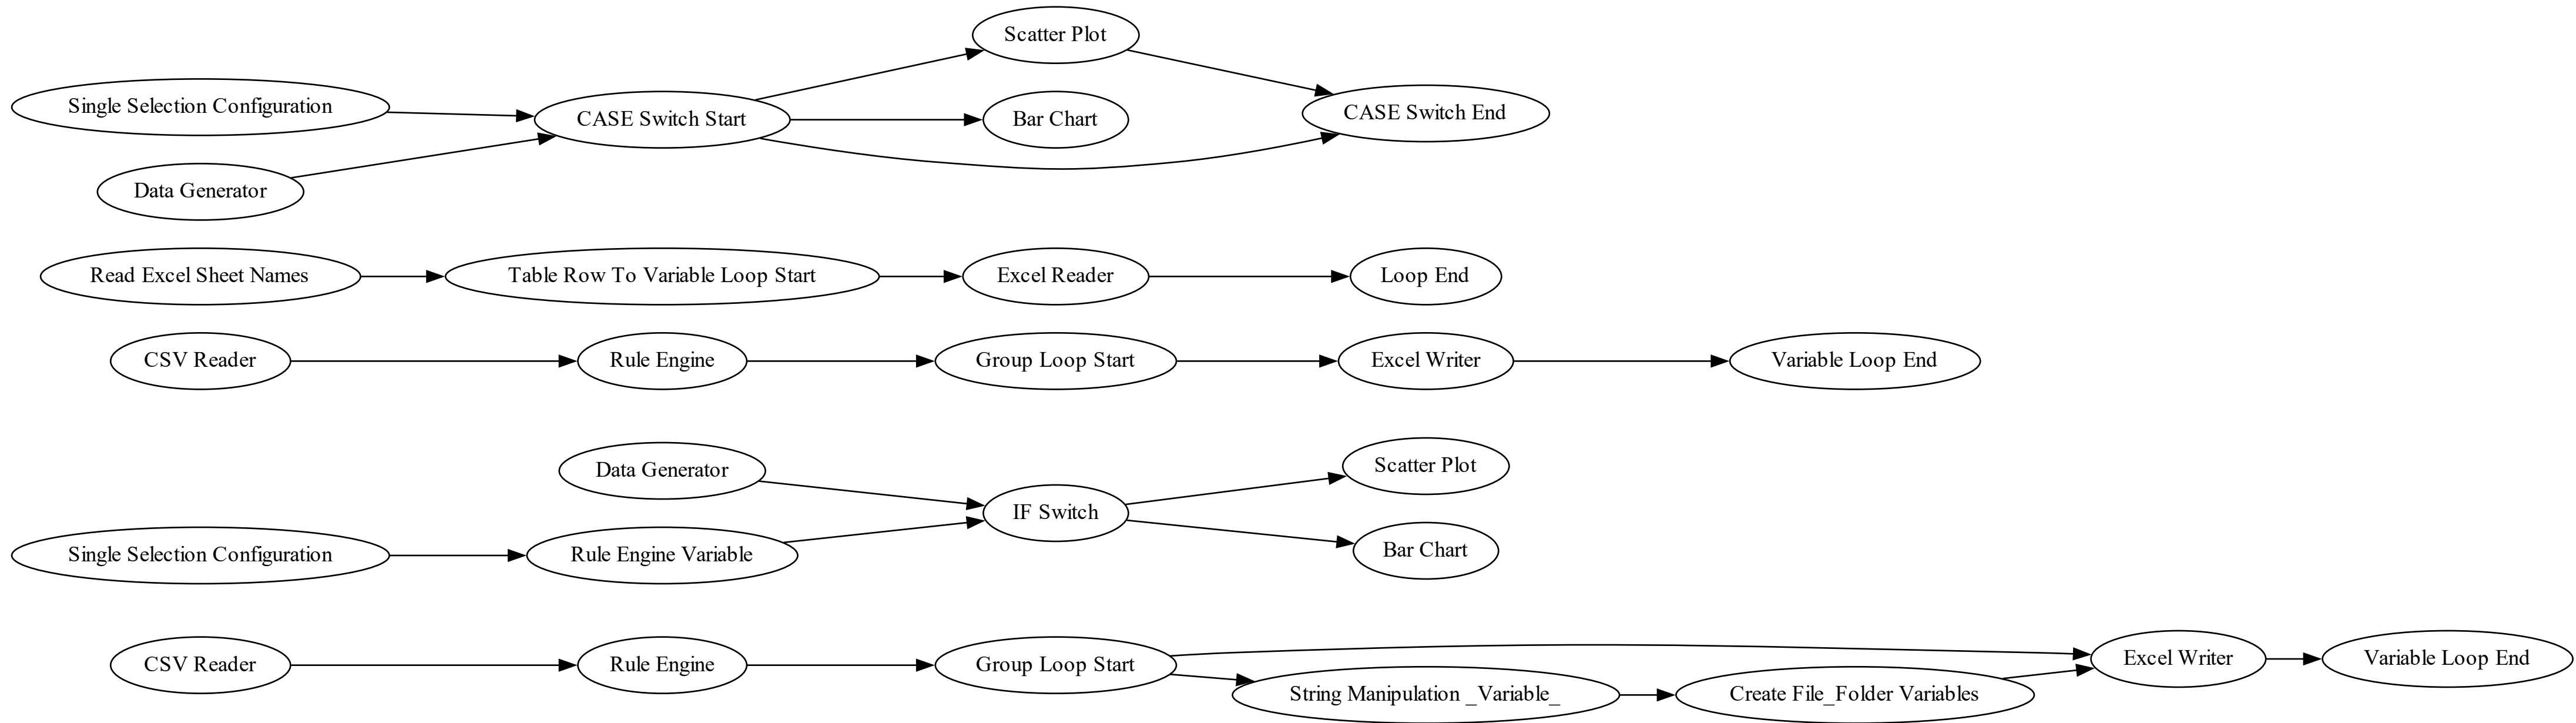 Scatter Plot
Single Selection Configuration
CASE Switch Start
Bar Chart
CASE Switch End
Data Generator
Read Excel Sheet Names
Table Row To Variable Loop Start
Excel Reader
Loop End
CSV Reader
Rule Engine
Group Loop Start
Excel Writer
Variable Loop End
Data Generator
Scatter Plot
IF Switch
Single Selection Configuration
Rule Engine Variable
Bar Chart
CSV Reader
Rule Engine
Group Loop Start
Excel Writer
Variable Loop End
String Manipulation _Variable_
Create File_Folder Variables